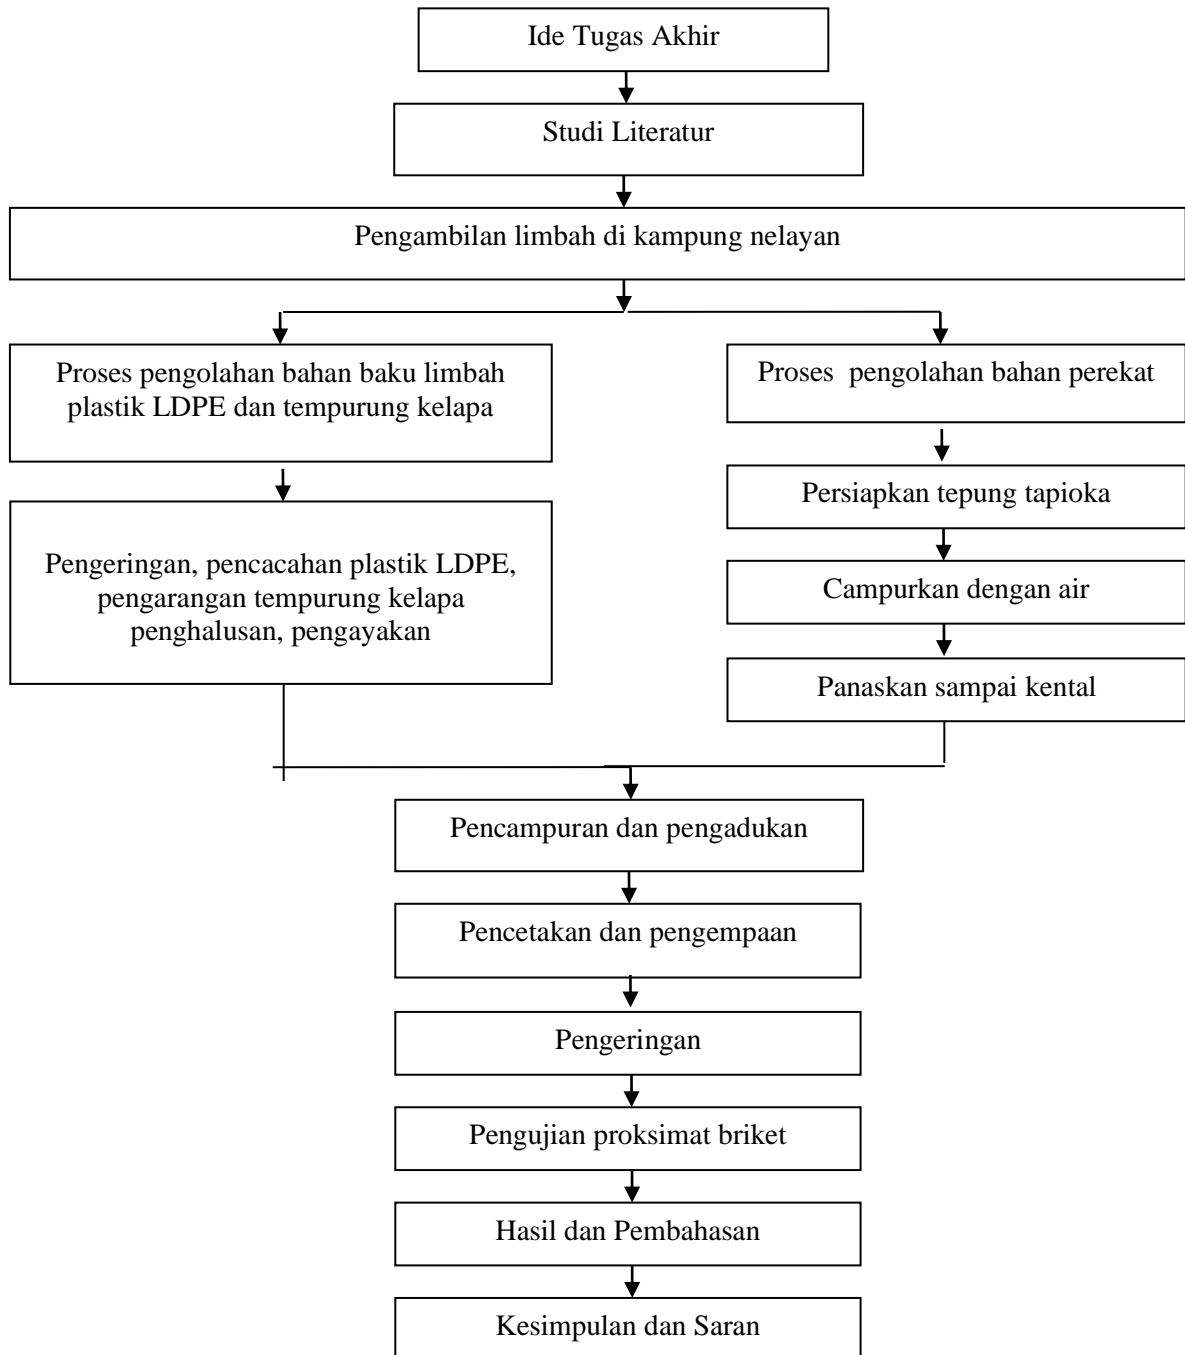 Ide Tugas Akhir
Studi Literatur
Pengambilan limbah di kampung nelayan
Proses pengolahan bahan baku limbah
plastik LDPE dan tempurung kelapa
Pengeringan, pencacahan plastik LDPE,
pengarangan tempurung kelapa
penghalusan, pengayakan
Proses  pengolahan bahan perekat
Persiapkan tepung tapioka
Campurkan dengan air
Panaskan sampai kental
Pencampuran dan pengadukan
Pencetakan dan pengempaan
Pengeringan
Pengujian proksimat briket
Hasil dan Pembahasan
Kesimpulan dan Saran